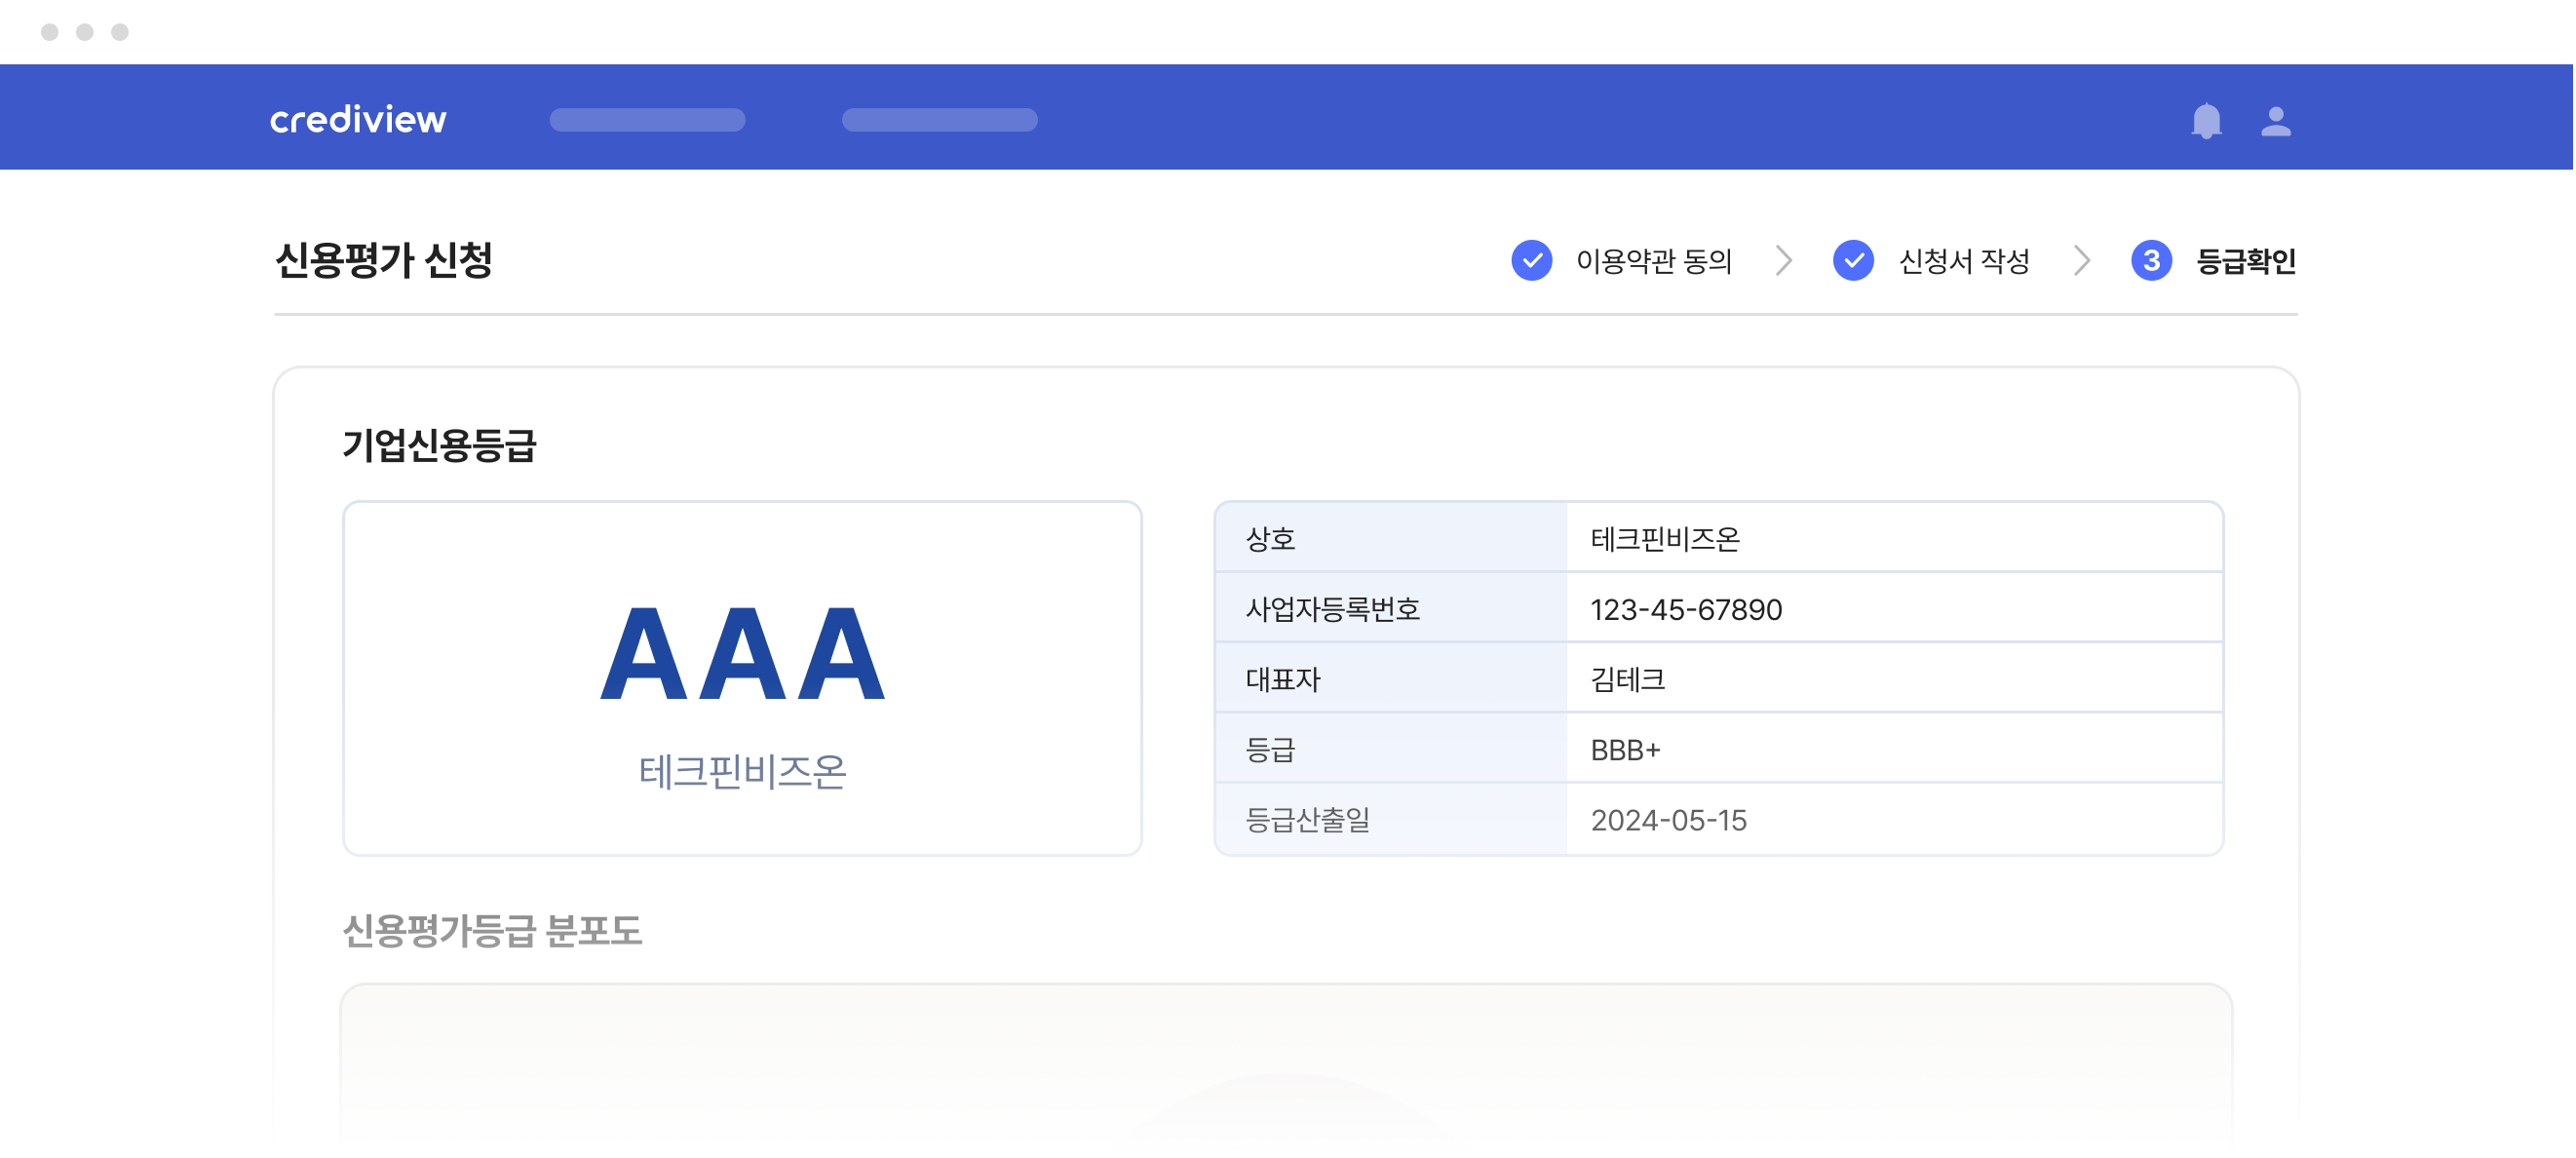 crediview
신용평가 신청
이용약관 동의
신청서 작성
3 등급확인
기업신용등급
AAA
테크핀비즈온
상호 테크핀비즈온
사업자등록번호 123-45-67890
대표자 김테크
등급 BBB+
등급산출일 2024-05-15
신용평가등급 분포도